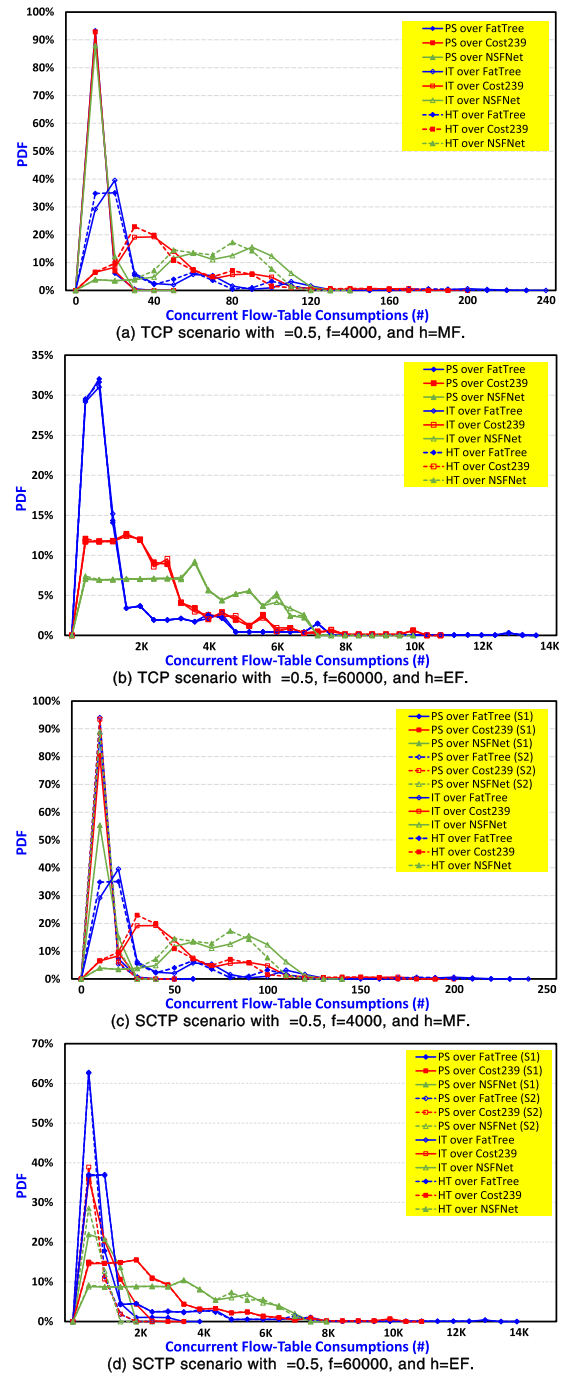 100%
90%
80%
70%
60%
50%
40%
30%
20%
10%
0%
PDF
PS over FatTree
PS over Cost239
PS over NSFNet
IT over FatTree
IT over Cost239
IT over NSFNet
HT over FatTree
HT over Cost239
HT over NSFNet
0 40 80 120 160 200 240
Concurrent Flow-Table Consumptions (#)
(a) TCP scenario with =0.5, f=4000, and h=MF.
35%
30%
25%
20%
15%
10%
5%
0%
PDF
PS over FatTree
PS over Cost239
PS over NSFNet
IT over FatTree
IT over Cost239
IT over NSFNet
HT over FatTree
HT over Cost239
HT over NSFNet
2K 4K 6K 8K 10K 12K 14K
Concurrent Flow-Table Consumptions (#)
(b) TCP scenario with =0.5, f=60000, and h=EF.
100%
90%
80%
70%
60%
50%
40%
30%
20%
10%
0%
PDF
PS over FatTree (S1)
PS over Cost239 (S1)
PS over NSFNet (S1)
PS over FatTree (S2)
PS over Cost239 (S2)
PS over NSFNet (S2)
IT over FatTree
IT over Cost239
IT over NSFNet
HT over FatTree
HT over Cost239
HT over NSFNet
0 50 100 150 200 250
Concurrent Flow-Table Consumptions (#)
(c) SCTP scenario with =0.5, f=4000, and h=MF.
70%
60%
50%
40%
30%
20%
10%
0%
PDF
PS over FatTree (S1)
PS over Cost239 (S1)
PS over NSFNet (S1)
PS over FatTree (S2)
PS over Cost239 (S2)
PS over NSFNet (S2)
IT over FatTree
IT over Cost239
IT over NSFNet
HT over FatTree
HT over Cost239
HT over NSFNet
2K 4K 6K 8K 10K 12K 14K
Concurrent Flow-Table Consumptions (#)
(d) SCTP scenario with =0.5, f=60000, and h=EF.